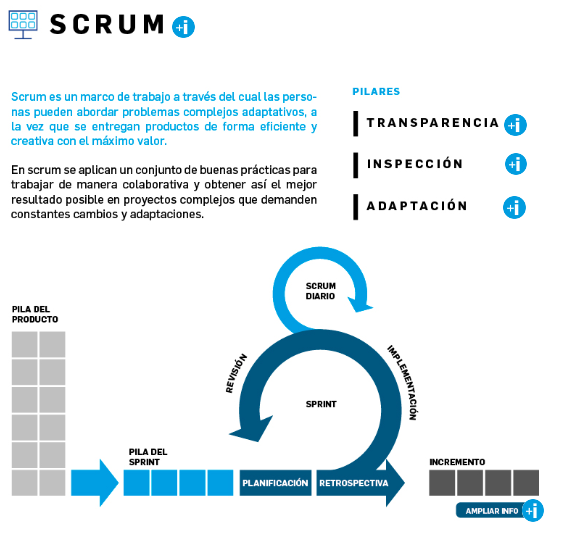 SCRUM +i
Scrum es un marco de trabajo a través del cual las perso-
nas pueden abordar problemas complejos adaptativos, a
la vez que se entregan productos de forma eficiente y
creativa con el máximo valor.
En scrum se aplican un conjunto de buenas prácticas para
trabajar de manera colaborativa y obtener así el mejor
resultado posible en proyectos complejos que demandan
constantes cambios y adaptaciones.
PILARES
TRANSPARENCIA +i
INSPECCIÓN +i
ADAPTACIÓN +i
SCRUM
DIARIO
PILA DEL
PRODUCTO
REVISIÓN
IMPLEMENTACIÓN
SPRINT
PILA DEL
SPRINT
PLANIFICACIÓN
RETROSPECTIVA
INCREMENTO
AMPLIAR INFO +i